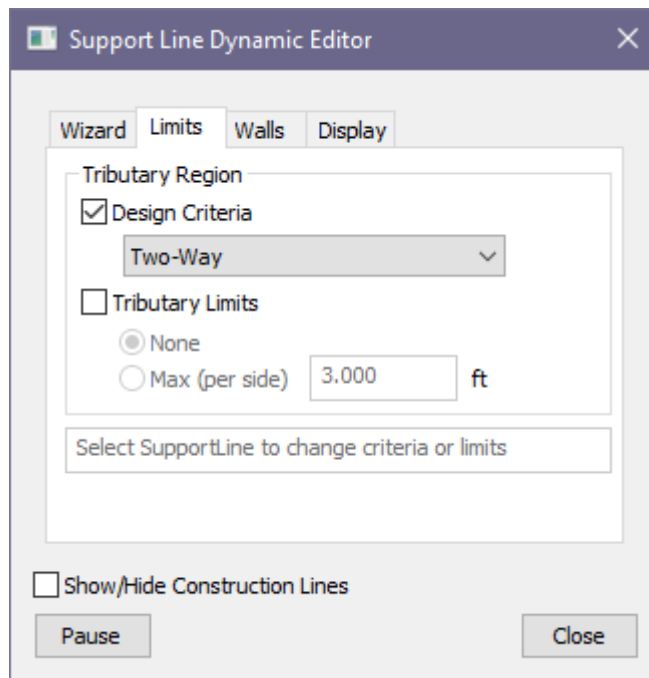 Support Line Dynamic Editor
Wizard Limits Walls Display
Tributary Region
Design Criteria
Two-Way
Tributary Limits
None
Max (per side) 3.000 ft
Select SupportLine to change criteria or limits
Show/Hide Construction Lines
Pause Close